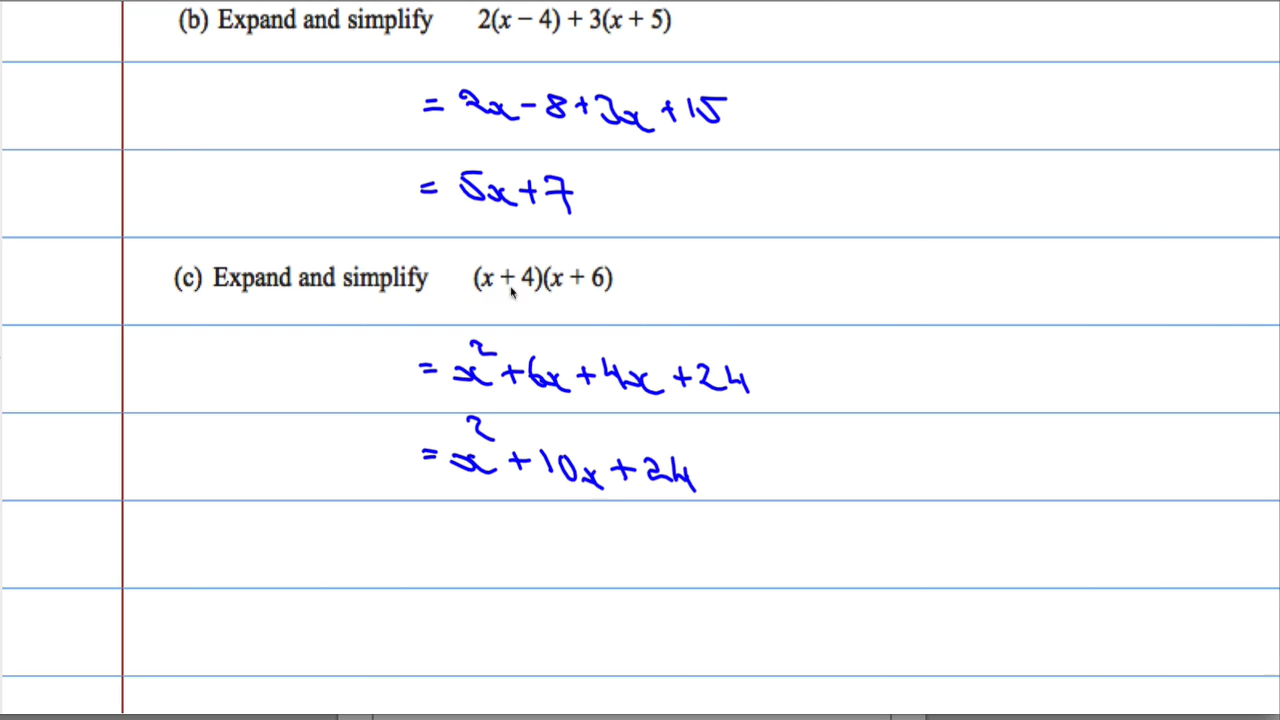 (b) Expand and simplify 2(x − 4) + 3(x + 5)
= 2x - 8 + 3x + 15
= 5x + 7
(c) Expand and simplify (x + 4)(x + 6)
= x² + 6x + 4x + 24
= x² + 10x + 24